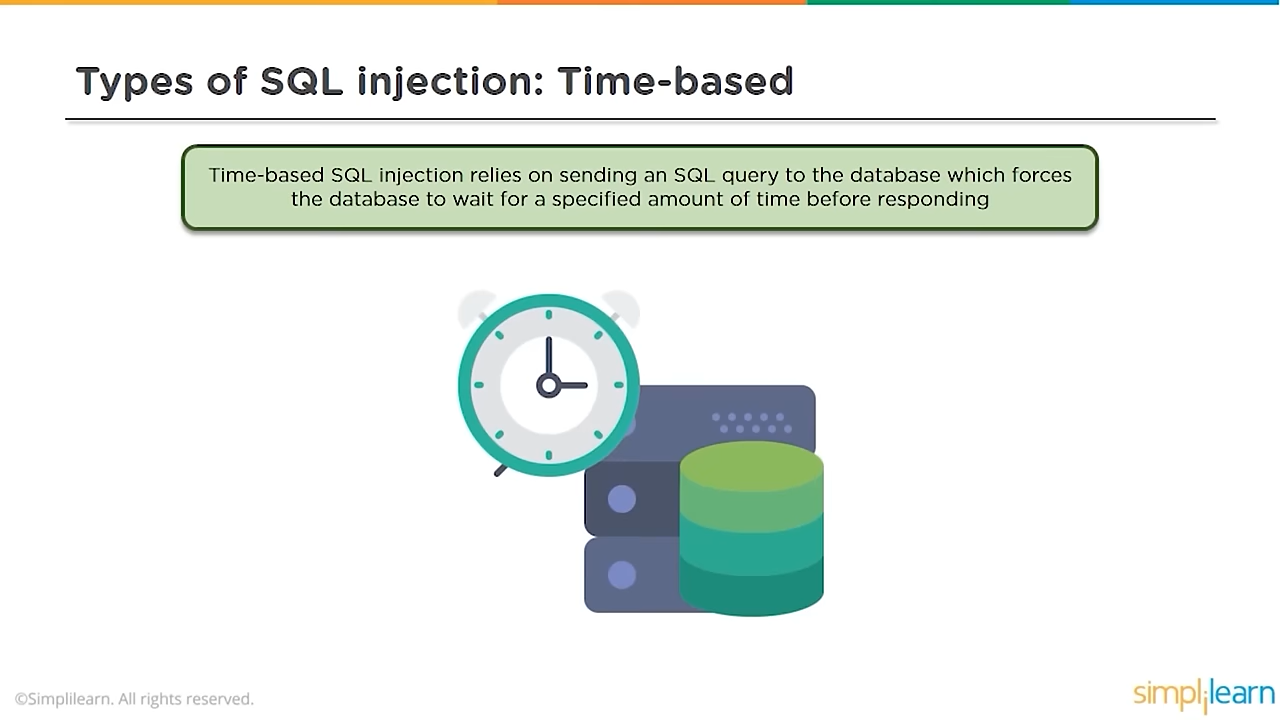 Types of SQL injection: Time-based
Time-based SQL injection relies on sending an SQL query to the database which forces
the database to wait for a specified amount of time before responding
©Simplilearn. All rights reserved.
simplilearn